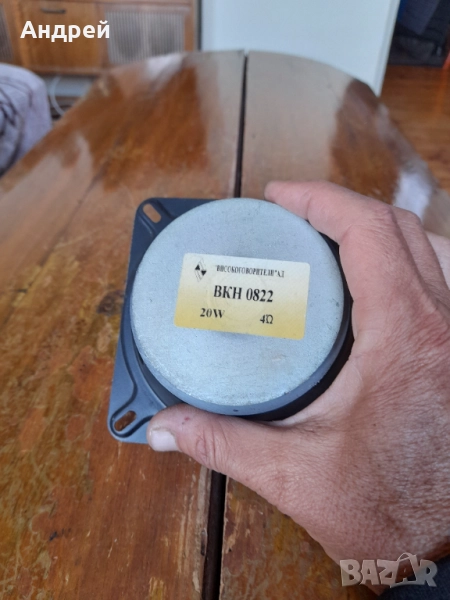 Андрей
"ВИСОКОГОВОРИТЕЛИ" АД
ВКН 0822
20W 4Ω
BAZAR